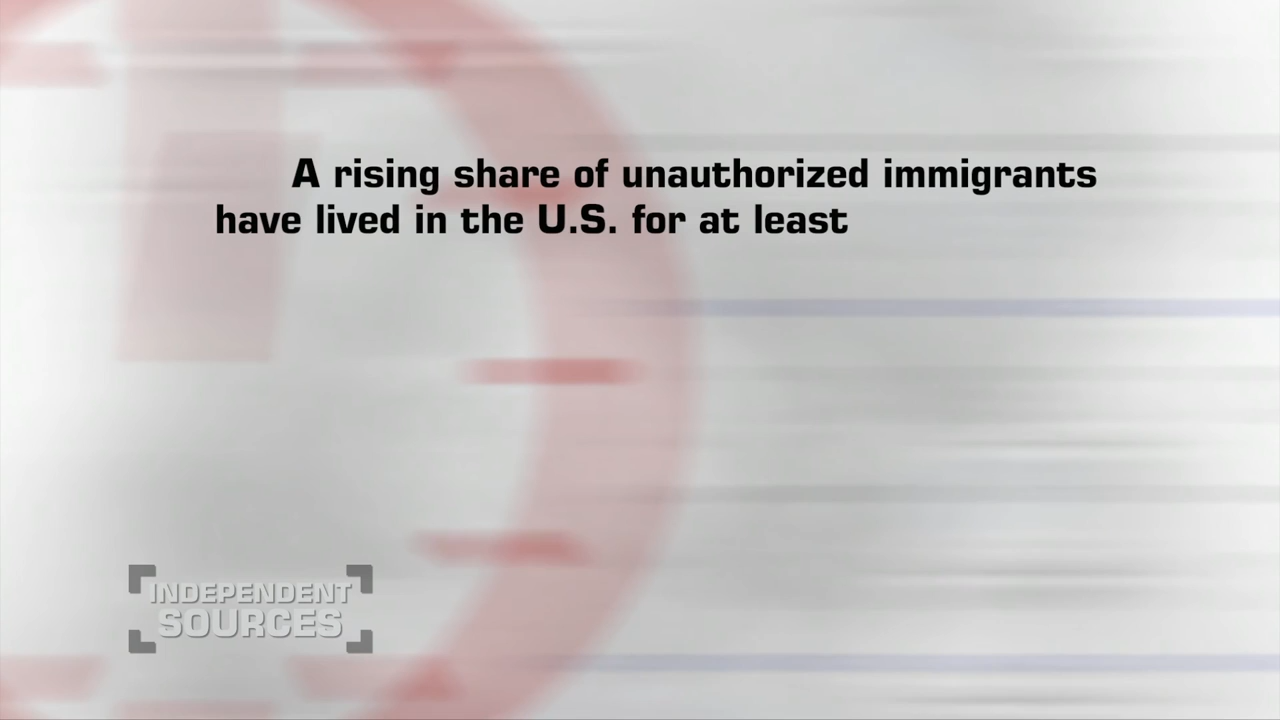 A rising share of unauthorized immigrants
have lived in the U.S. for at least
INDEPENDENT
SOURCES